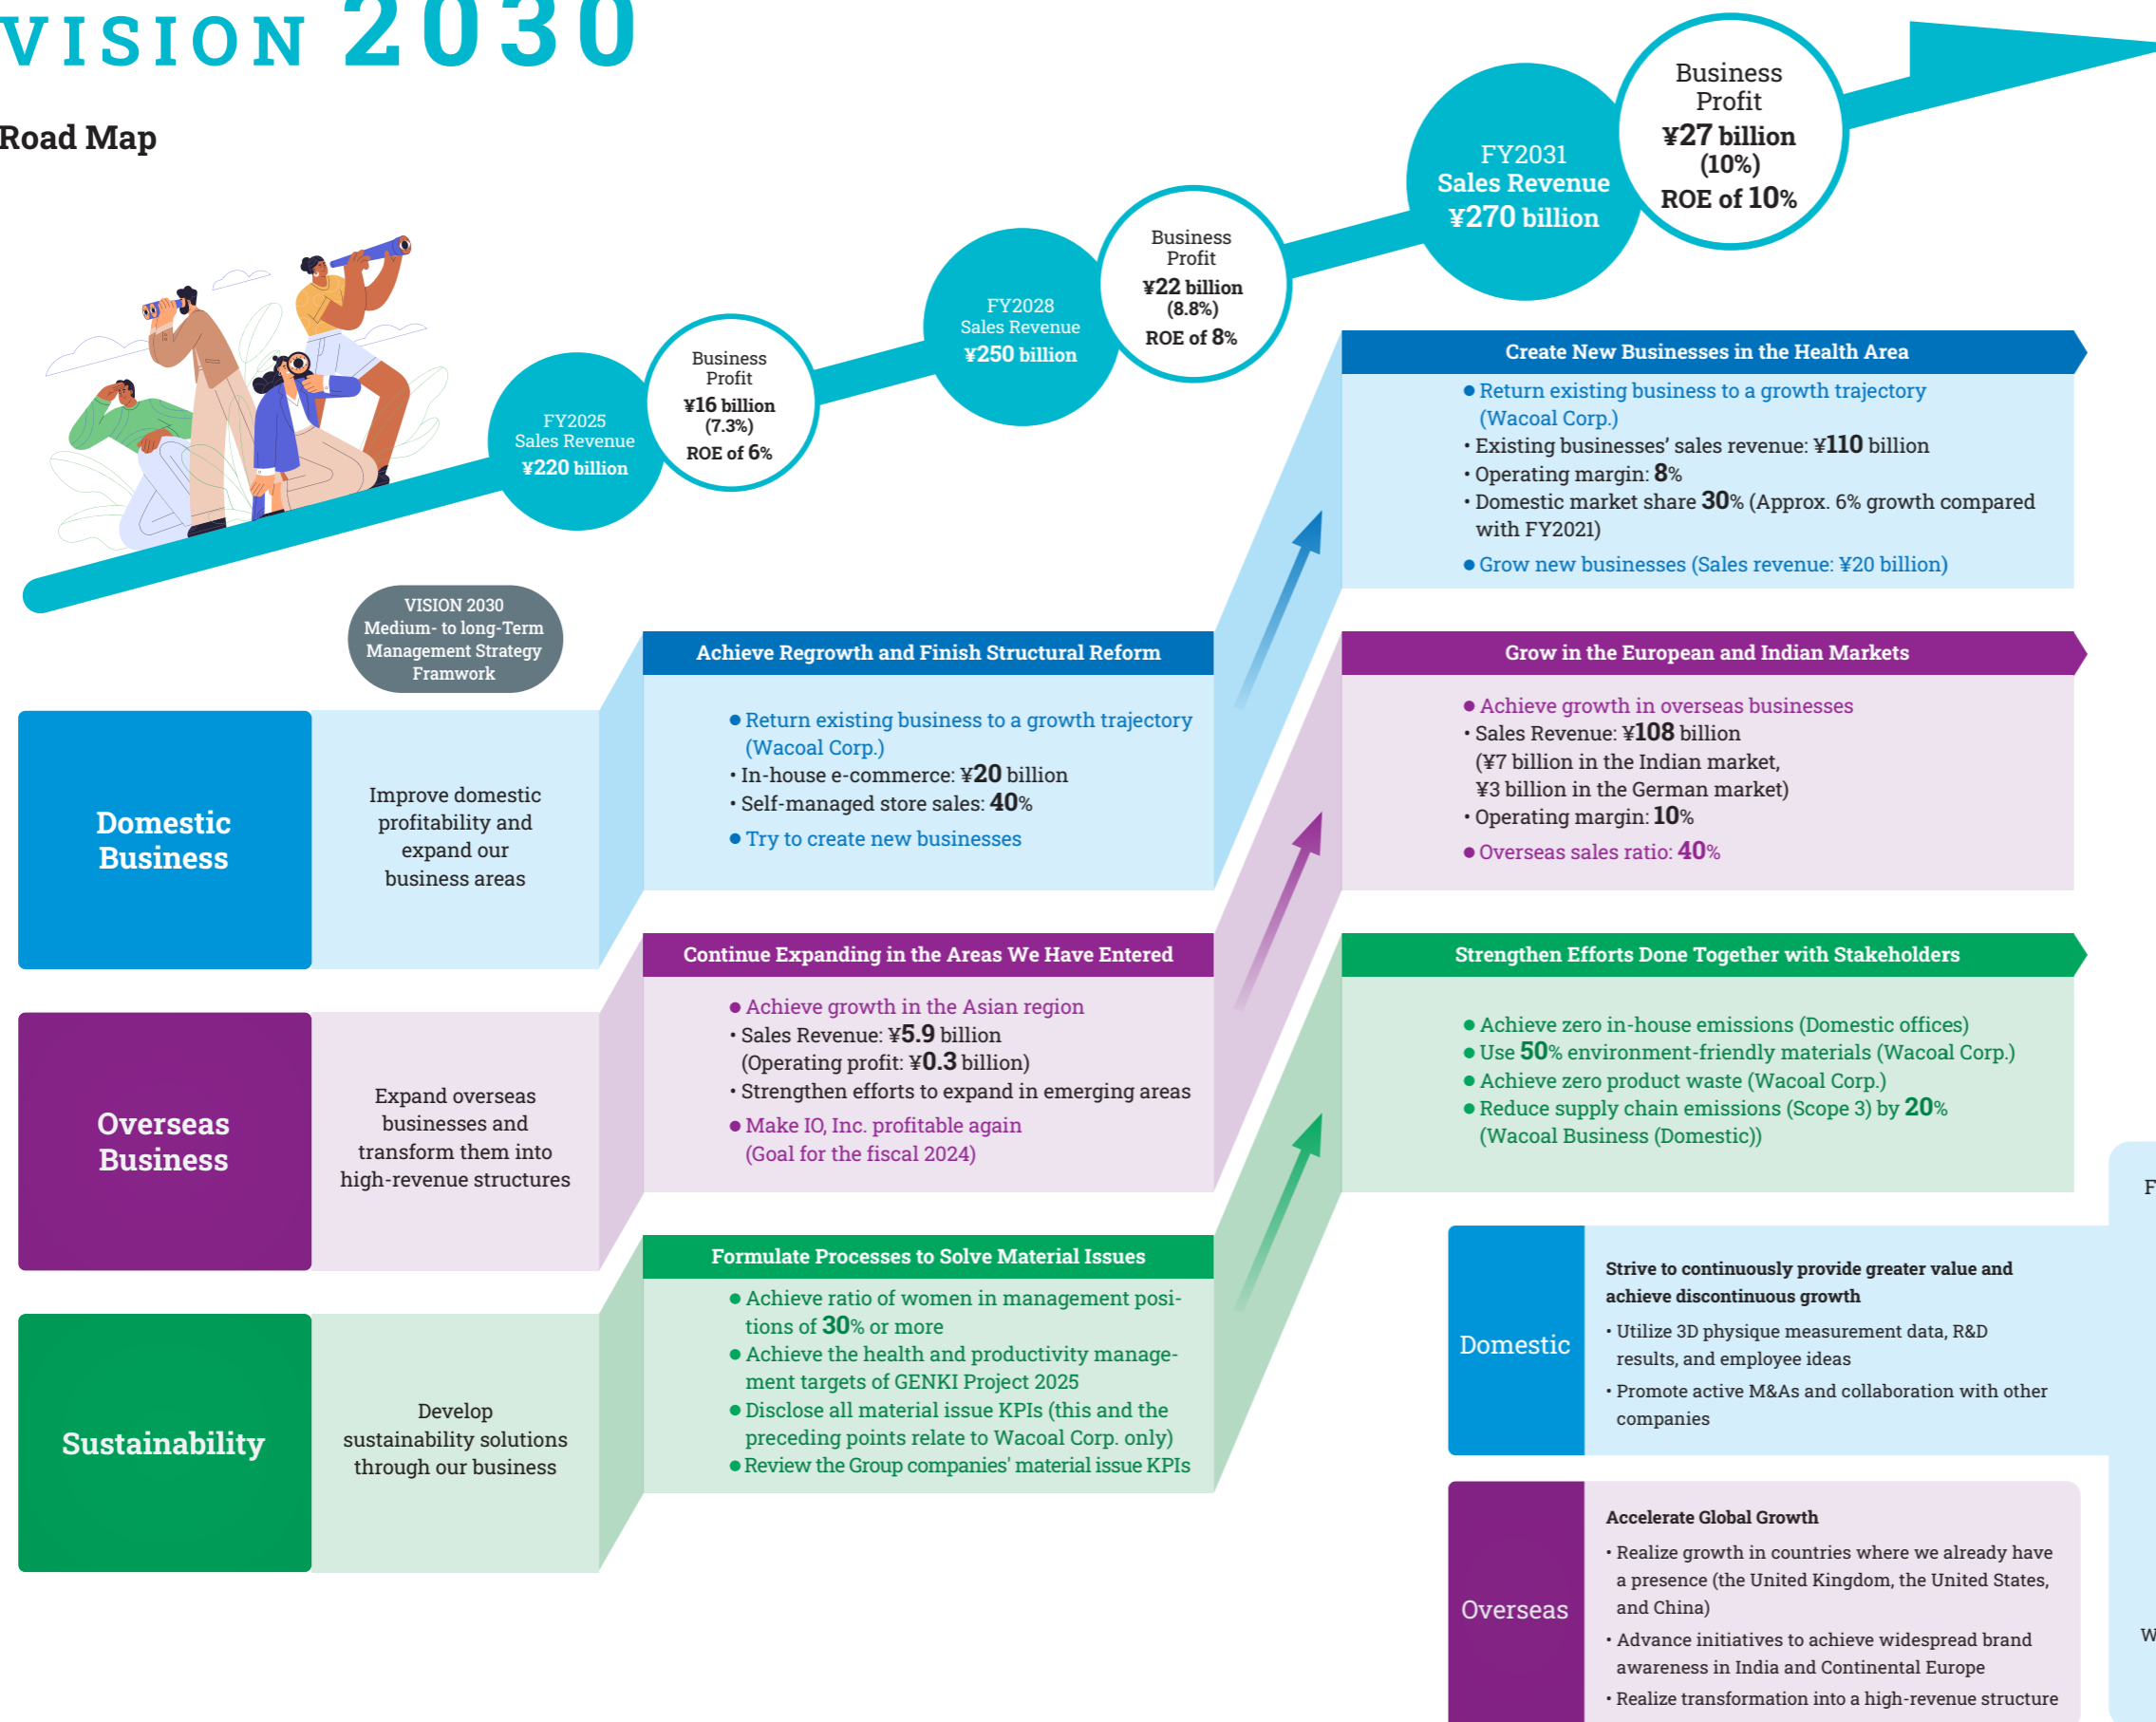 VISION 2030
Road Map
FY2025
Sales Revenue
¥220 billion
Business
Profit
¥16 billion
(7.3%)
ROE of 6%
FY2028
Sales Revenue
¥250 billion
Business
Profit
¥22 billion
(8.8%)
ROE of 8%
FY2031
Sales Revenue
¥270 billion
Business
Profit
¥27 billion
(10%)
ROE of 10%
VISION 2030
Medium- to long-Term
Management Strategy
Framwork
Domestic
Business
Improve domestic
profitability and
expand our
business areas
Achieve Regrowth and Finish Structural Reform
● Return existing business to a growth trajectory
(Wacoal Corp.)
・In-house e-commerce: ¥20 billion
・Self-managed store sales: 40%
● Try to create new businesses
Create New Businesses in the Health Area
● Return existing business to a growth trajectory
(Wacoal Corp.)
・Existing businesses’ sales revenue: ¥110 billion
・Operating margin: 8%
・Domestic market share 30% (Approx. 6% growth compared
with FY2021)
● Grow new businesses (Sales revenue: ¥20 billion)
Overseas
Business
Expand overseas
businesses and
transform them into
high-revenue structures
Continue Expanding in the Areas We Have Entered
● Achieve growth in the Asian region
・Sales Revenue: ¥5.9 billion
(Operating profit: ¥0.3 billion)
・Strengthen efforts to expand in emerging areas
● Make IO, Inc. profitable again
(Goal for the fiscal 2024)
Grow in the European and Indian Markets
● Achieve growth in overseas businesses
・Sales Revenue: ¥108 billion
(¥7 billion in the Indian market,
¥3 billion in the German market)
・Operating margin: 10%
● Overseas sales ratio: 40%
Sustainability
Develop
sustainability solutions
through our business
Formulate Processes to Solve Material Issues
● Achieve ratio of women in management posi-
tions of 30% or more
● Achieve the health and productivity manage-
ment targets of GENKI Project 2025
● Disclose all material issue KPIs (this and the
preceding points relate to Wacoal Corp. only)
● Review the Group companies' material issue KPIs
Strengthen Efforts Done Together with Stakeholders
● Achieve zero in-house emissions (Domestic offices)
● Use 50% environment-friendly materials (Wacoal Corp.)
● Achieve zero product waste (Wacoal Corp.)
● Reduce supply chain emissions (Scope 3) by 20%
(Wacoal Business (Domestic))
Domestic
Strive to continuously provide greater value and
achieve discontinuous growth
・Utilize 3D physique measurement data, R&D
results, and employee ideas
・Promote active M&As and collaboration with other
companies
Overseas
Accelerate Global Growth
・Realize growth in countries where we already have
a presence (the United Kingdom, the United States,
and China)
・Advance initiatives to achieve widespread brand
awareness in India and Continental Europe
・Realize transformation into a high-revenue structure